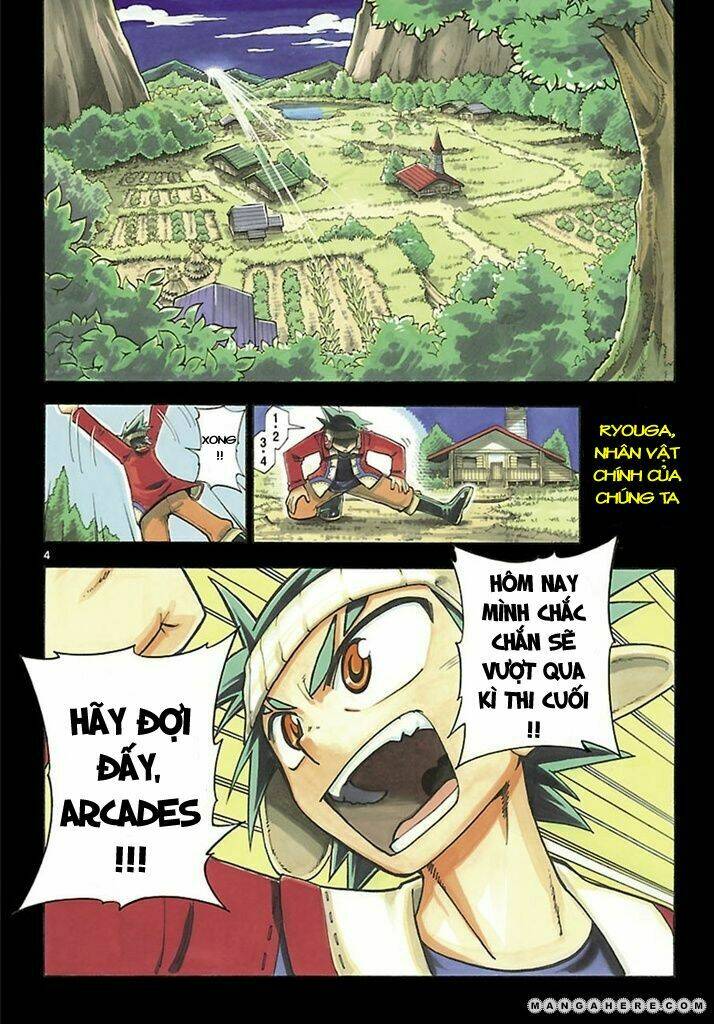 XONG
!!
1·2
3·4
RYOUGA,
NHÂN VẬT
CHÍNH CỦA
CHÚNG TA
4
HÔM NAY
MÌNH CHẮC
CHẮN SẼ
VƯỢT QUA
KÌ THI CUỐI
!!
HÃY ĐỢI
ĐẤY,
ARCADES
!!!
MANGAHERE.COM